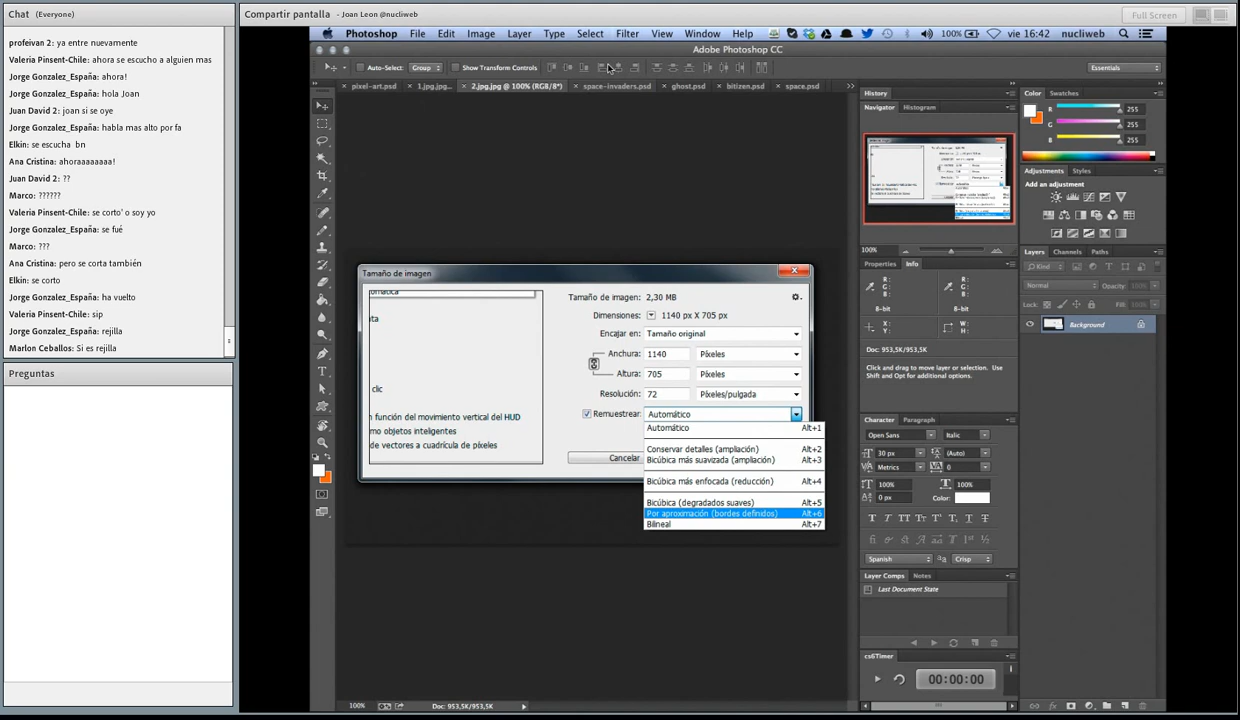 Chat (Everyone)
profeivan 2: ya entre nuevamente
Valeria Pinsent-Chile: ahora se escucho a alguien mas
Jorge Gonzalez_España: ahora!
Jorge Gonzalez_España: hola Joan
Juan David 2: joan si se oye
Jorge Gonzalez_España: habla mas alto por fa
Elkin: se escucha bn
Ana Cristina: ahoraaaaaaaa!
Juan David 2: ??
Marco: ??????
Valeria Pinsent-Chile: se corto' o soy yo
Jorge Gonzalez_España: se fué
Marco: ???
Ana Cristina: pero se corta también
Elkin: se corto
Jorge Gonzalez_España: ha vuelto
Valeria Pinsent-Chile: sip
Jorge Gonzalez_España: rejilla
Marlon Ceballos: Si es rejilla
Preguntas
Compartir pantalla - Joan Leon @nucliweb
Full Screen
Photoshop File Edit Image Layer Type Select Filter View Window Help
100% vie 16:42 nucliweb
Adobe Photoshop CC
Auto-Select: Group Show Transform Controls
Essentials
pixel-art.psd
1.jpg.jpg...
2.jpg.jpg @ 100% (RGB/8*)
space-invaders.psd
ghost.psd
bitizen.psd
space.psd
Tamaño de imagen
ta
clic
n función del movimiento vertical del HUD
mo objetos inteligentes
de vectores a cuadrícula de píxeles
Tamaño de imagen: 2,30 MB
Dimensiones: 1140 px X 705 px
Encajar en: Tamaño original
Anchura: 1140 Píxeles
Altura: 705 Píxeles
Resolución: 72 Píxeles/pulgada
Remuestrear: Automático
Automático Alt+1
Conservar detalles (ampliación) Alt+2
Bicúbica más suavizada (ampliación) Alt+3
Bicúbica más enfocada (reducción) Alt+4
Bicúbica (degradados suaves) Alt+5
Por aproximación (bordes definidos) Alt+6
Bilineal Alt+7
Cancelar
100% Doc: 953,5K/953,5K
History
Navigator Histogram
100%
Properties Info
R:
G:
B:
8-bit
R:
G:
B:
8-bit
X:
Y:
W:
H:
Doc: 953,5K/953,5K
Click and drag to move layer or selection. Use
Shift and Opt for additional options.
Character Paragraph
Open Sans Italic
30 px (Auto)
Metrics 0
100% 100%
0 px Color:
Spanish Crisp
Layer Comps Notes
Last Document State
cs6Timer
00:00:00
Color Swatches
R 255
G 255
B 255
Adjustments Styles
Add an adjustment
Layers Channels Paths
Kind
Normal Opacity:
Lock: Fill:
Background